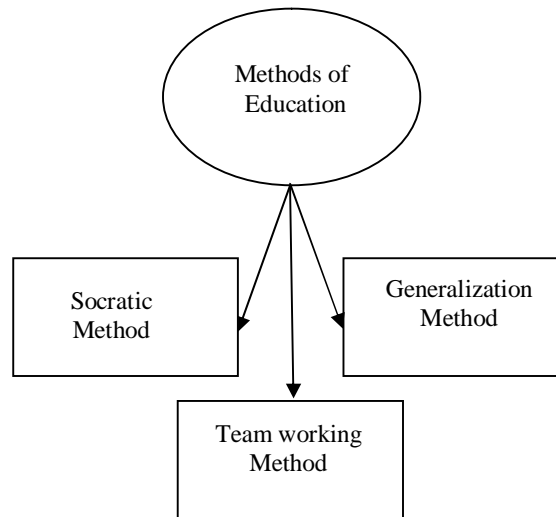 Methods of
Education
Socratic
Method
Generalization
Method
Team working
Method